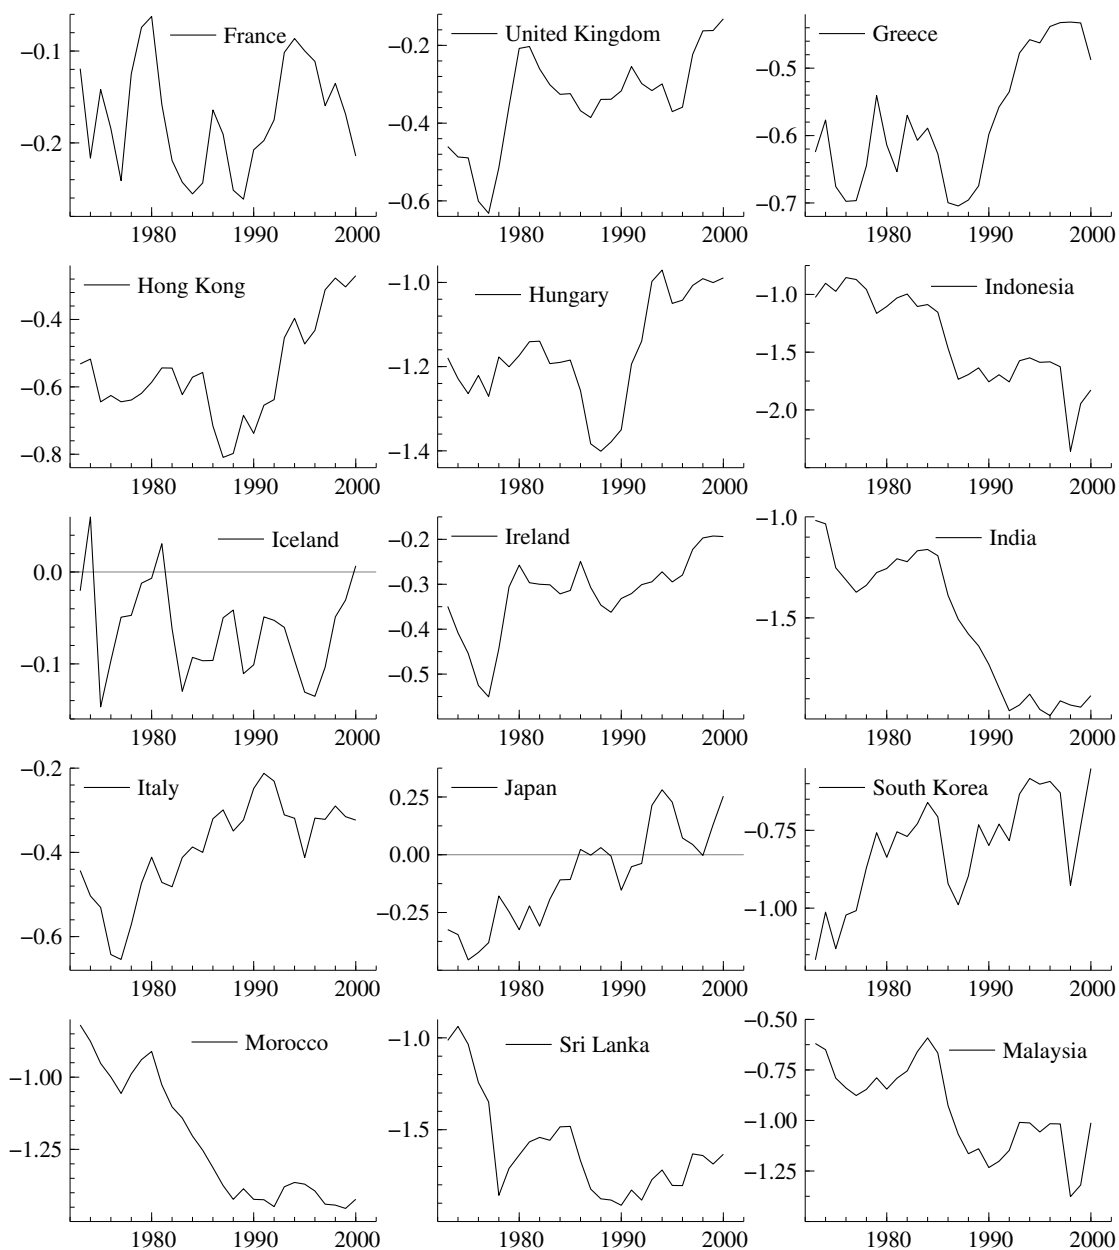 France
−0.1
−0.2
1980 1990 2000
United Kingdom
−0.2
−0.4
−0.6
1980 1990 2000
Greece
−0.5
−0.6
−0.7
1980 1990 2000
Hong Kong
−0.4
−0.6
−0.8
1980 1990 2000
Hungary
−1.0
−1.2
−1.4
1980 1990 2000
Indonesia
−1.0
−1.5
−2.0
1980 1990 2000
Iceland
0.0
−0.1
1980 1990 2000
Ireland
−0.2
−0.3
−0.4
−0.5
1980 1990 2000
India
−1.0
−1.5
1980 1990 2000
Italy
−0.2
−0.4
−0.6
1980 1990 2000
Japan
0.25
0.00
−0.25
1980 1990 2000
South Korea
−0.75
−1.00
1980 1990 2000
Morocco
−1.00
−1.25
1980 1990 2000
Sri Lanka
−1.0
−1.5
1980 1990 2000
Malaysia
−0.50
−0.75
−1.00
−1.25
1980 1990 2000